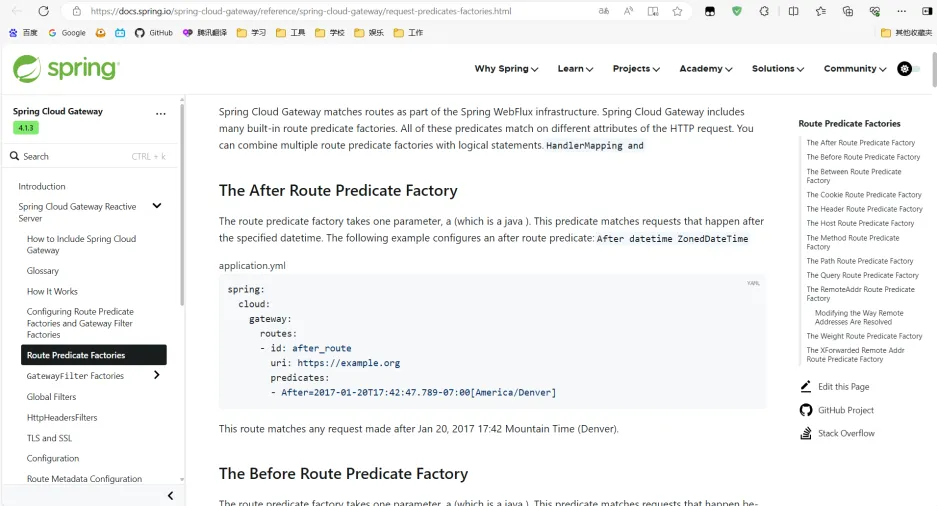 https://docs.spring.io/spring-cloud-gateway/reference/spring-cloud-gateway/request-predicates-factories.html
百度
Google
GitHub
腾讯翻译
学习
工具
学校
娱乐
工作
其他收藏夹
spring
Why Spring
Learn
Projects
Academy
Solutions
Community
Spring Cloud Gateway
4.1.3
Search
CTRL + k
Introduction
Spring Cloud Gateway Reactive
Server
How to Include Spring Cloud
Gateway
Glossary
How It Works
Configuring Route Predicate
Factories and Gateway Filter
Factories
Route Predicate Factories
GatewayFilter Factories
Global Filters
HttpHeadersFilters
TLS and SSL
Configuration
Route Metadata Configuration
Spring Cloud Gateway matches routes as part of the Spring WebFlux infrastructure. Spring Cloud Gateway includes
many built-in route predicate factories. All of these predicates match on different attributes of the HTTP request. You
can combine multiple route predicate factories with logical statements. HandlerMapping and
The After Route Predicate Factory
The route predicate factory takes one parameter, a (which is a java ). This predicate matches requests that happen after
the specified datetime. The following example configures an after route predicate: After datetime ZonedDateTime
application.yml
YAML
spring:
cloud:
gateway:
routes:
- id: after_route
uri: https://example.org
predicates:
- After=2017-01-20T17:42:47.789-07:00[America/Denver]
This route matches any request made after Jan 20, 2017 17:42 Mountain Time (Denver).
The Before Route Predicate Factory
The route predicate factory takes one parameter, a (which is a java ). This predicate matches requests that happen be-
Route Predicate Factories
The After Route Predicate Factory
The Before Route Predicate Factory
The Between Route Predicate
Factory
The Cookie Route Predicate Factory
The Header Route Predicate Factory
The Host Route Predicate Factory
The Method Route Predicate
Factory
The Path Route Predicate Factory
The Query Route Predicate Factory
The RemoteAddr Route Predicate
Factory
Modifying the Way Remote
Addresses Are Resolved
The Weight Route Predicate Factory
The XForwarded Remote Addr
Route Predicate Factory
Edit this Page
GitHub Project
Stack Overflow